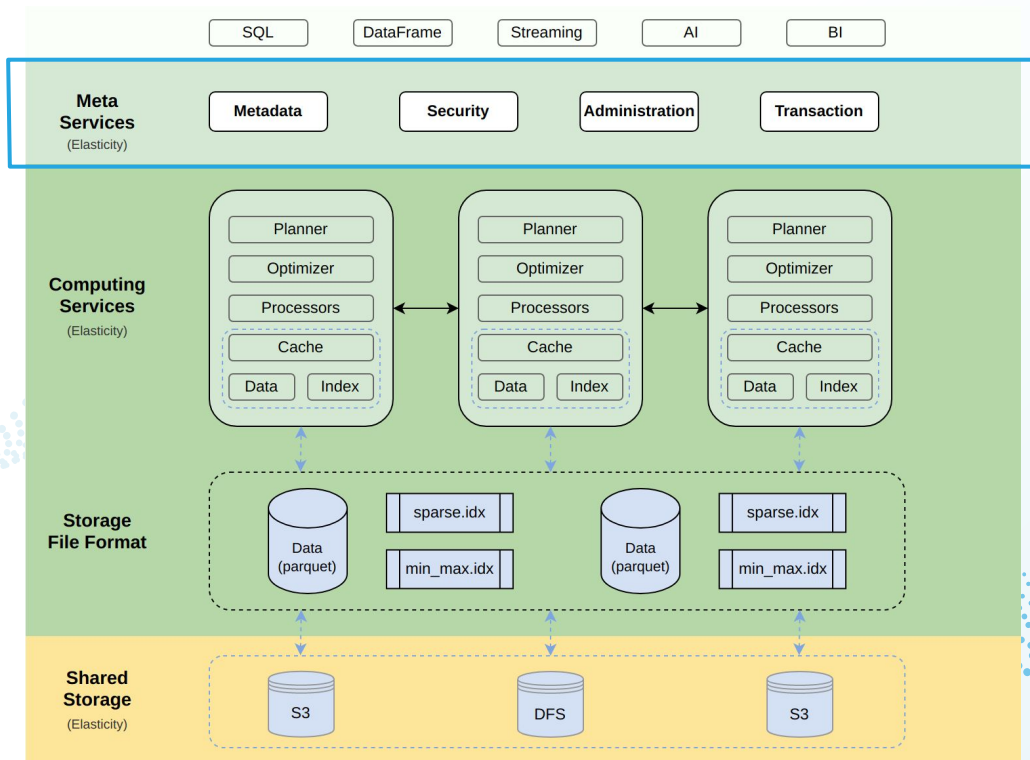 SQL
DataFrame
Streaming
AI
BI
Meta
Services
(Elasticity)
Metadata
Security
Administration
Transaction
Computing
Services
(Elasticity)
Planner
Optimizer
Processors
Cache
Data
Index
Planner
Optimizer
Processors
Cache
Data
Index
Planner
Optimizer
Processors
Cache
Data
Index
Storage
File Format
Data
(parquet)
sparse.idx
min_max.idx
Data
(parquet)
sparse.idx
min_max.idx
Shared
Storage
(Elasticity)
S3
DFS
S3